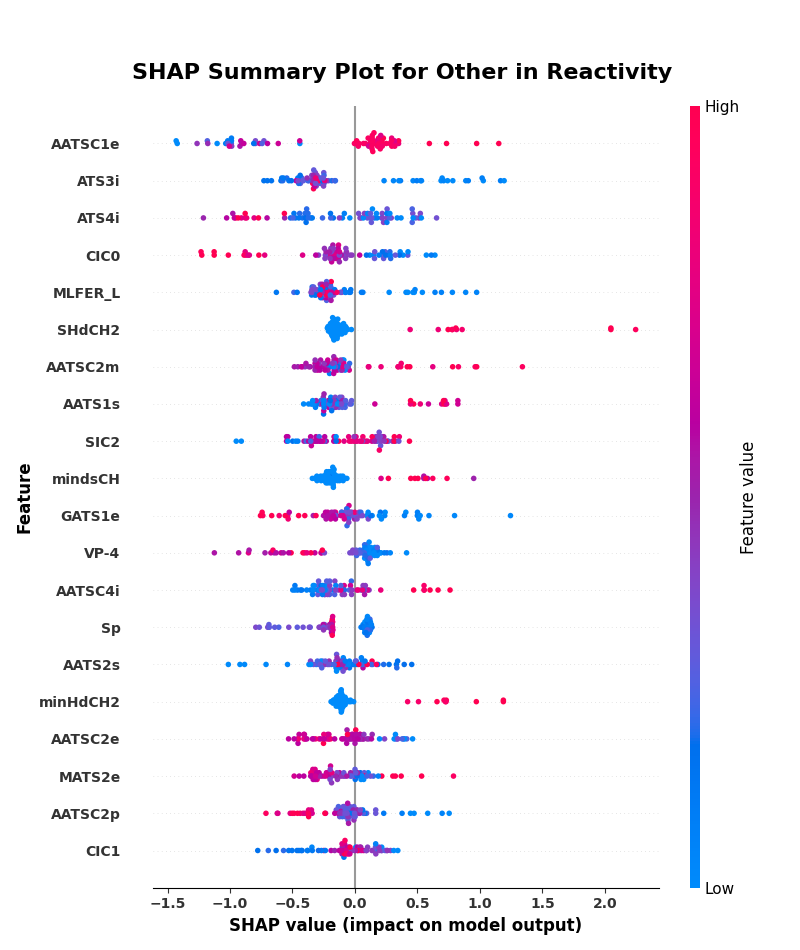 SHAP Summary Plot for Other in Reactivity
High
AATSC1e
ATS3i
ATS4i
CIC0
MLFER_L
SHdCH2
AATSC2m
AATS1s
SIC2
mindsCH
GATS1e
VP-4
AATSC4i
Sp
AATS2s
minHdCH2
AATSC2e
MATS2e
AATSC2p
CIC1
Feature
Feature value
Low
−1.5 −1.0 −0.5 0.0 0.5 1.0 1.5 2.0
SHAP value (impact on model output)